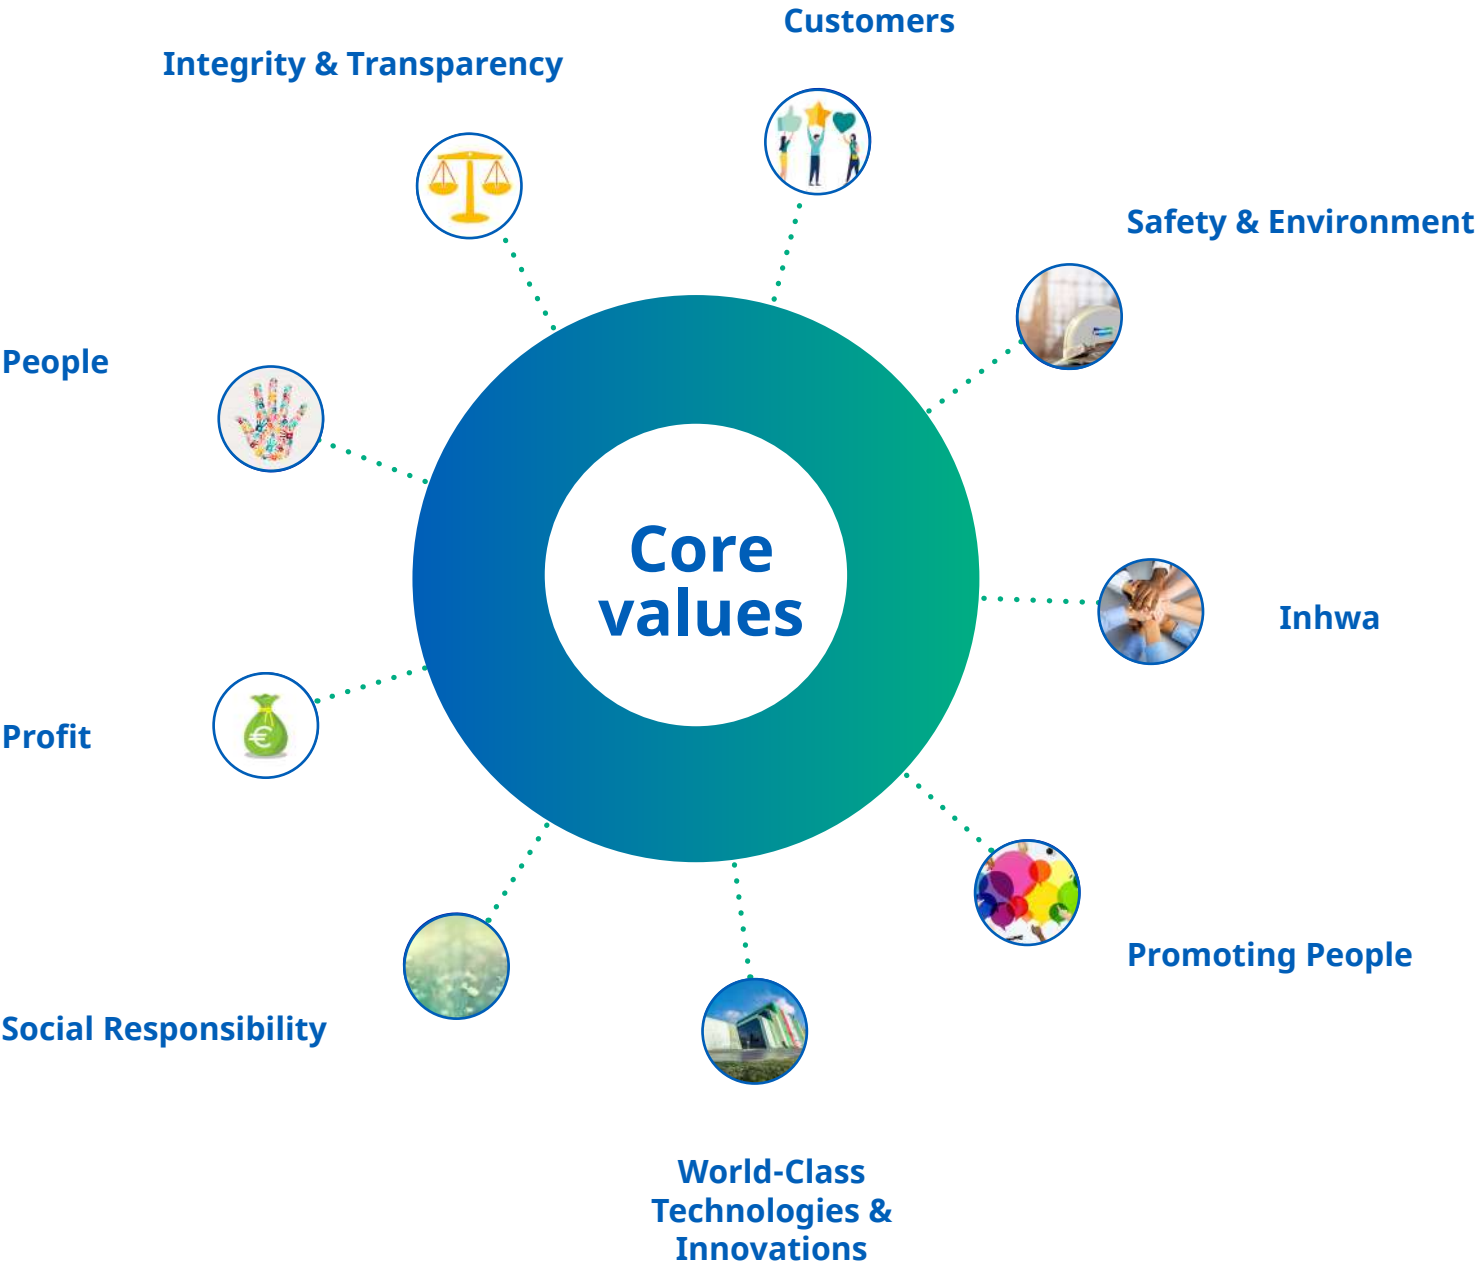 Customers
Integrity & Transparency
Safety & Environment
People
Core
values
Inhwa
Profit
Promoting People
Social Responsibility
World-Class
Technologies &
Innovations